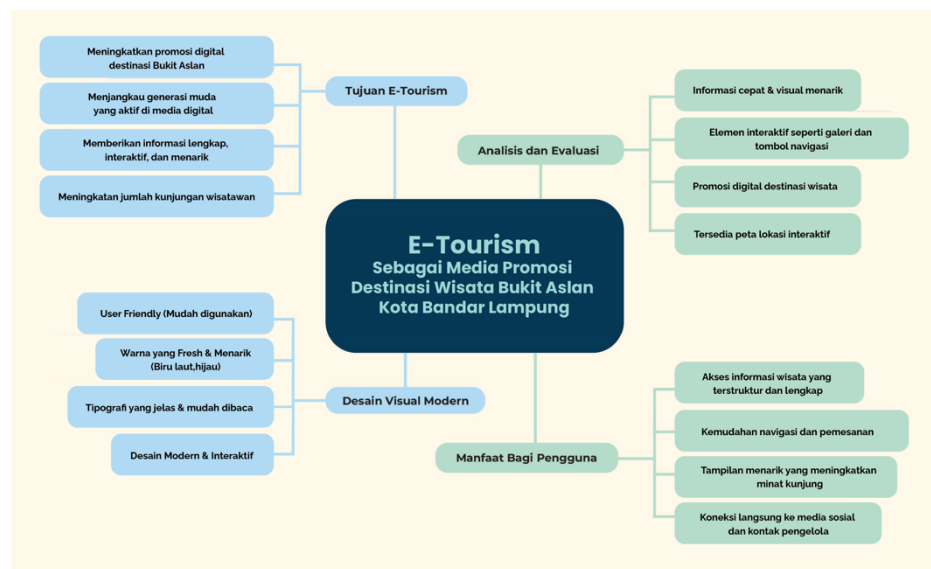 Meningkatkan promosi digital
destinasi Bukit Aslan
Menjangkau generasi muda
yang aktif di media digital
Memberikan informasi lengkap,
interaktif, dan menarik
Meningkatan jumlah kunjungan wisatawan
Tujuan E-Tourism
Analisis dan Evaluasi
Informasi cepat & visual menarik
Elemen interaktif seperti galeri dan
tombol navigasi
Promosi digital destinasi wisata
Tersedia peta lokasi interaktif
E-Tourism
Sebagai Media Promosi
Destinasi Wisata Bukit Aslan
Kota Bandar Lampung
User Friendly (Mudah digunakan)
Warna yang Fresh & Menarik
(Biru laut,hijau)
Tipografi yang jelas & mudah dibaca
Desain Modern & Interaktif
Desain Visual Modern
Manfaat Bagi Pengguna
Akses informasi wisata yang
terstruktur dan lengkap
Kemudahan navigasi dan pemesanan
Tampilan menarik yang meningkatkan
minat kunjung
Koneksi langsung ke media sosial
dan kontak pengelola